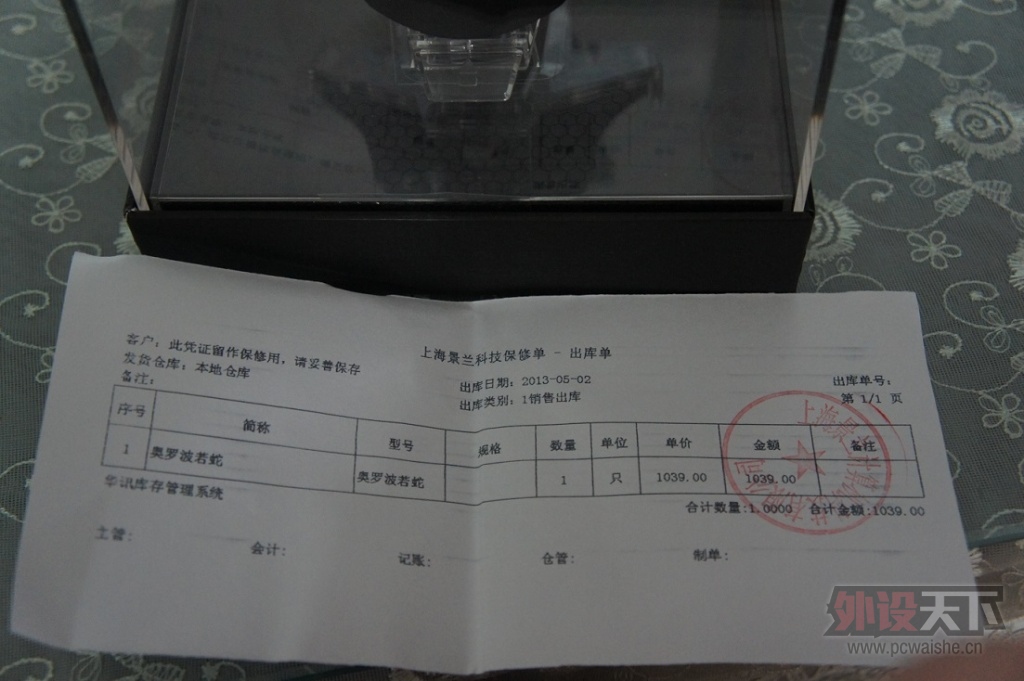 上海景兰科技保修单 - 出库单
客户：此凭证留作保修用，请妥善保存
发货仓库：本地仓库
备注：
出库日期：2013-05-02
出库类别：1销售出库
出库单号：
第 1/1 页
序号 简称 型号 规格 数量 单位 单价 金额 备注
1 奥罗波若蛇 奥罗波若蛇 1 只 1039.00 1039.00
合计数量：1.0000 合计金额：1039.00
华讯库存管理系统
主管： 会计： 记账： 仓管： 制单：
外设天下
www.pcwaishe.cn